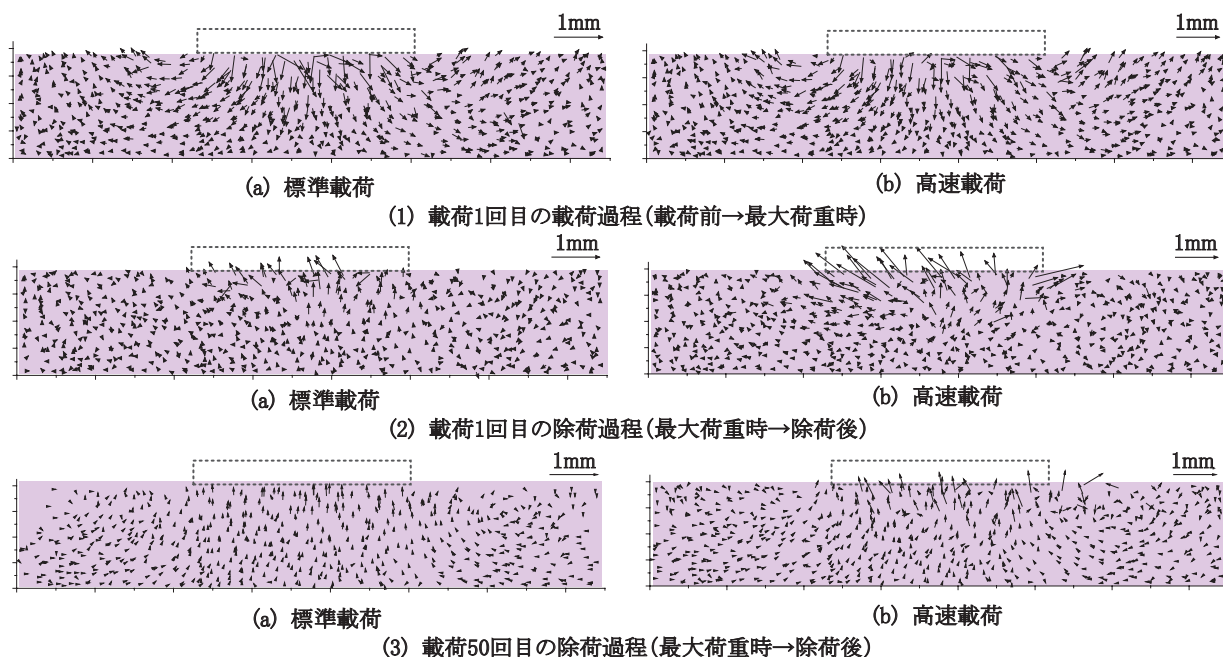 1mm 1mm
(a) 標準載荷 (b) 高速載荷
(1) 載荷1回目の載荷過程(載荷前→最大荷重時)
1mm 1mm
(a) 標準載荷 (b) 高速載荷
(2) 載荷1回目の除荷過程(最大荷重時→除荷後)
1mm 1mm
(a) 標準載荷 (b) 高速載荷
(3) 載荷50回目の除荷過程(最大荷重時→除荷後)